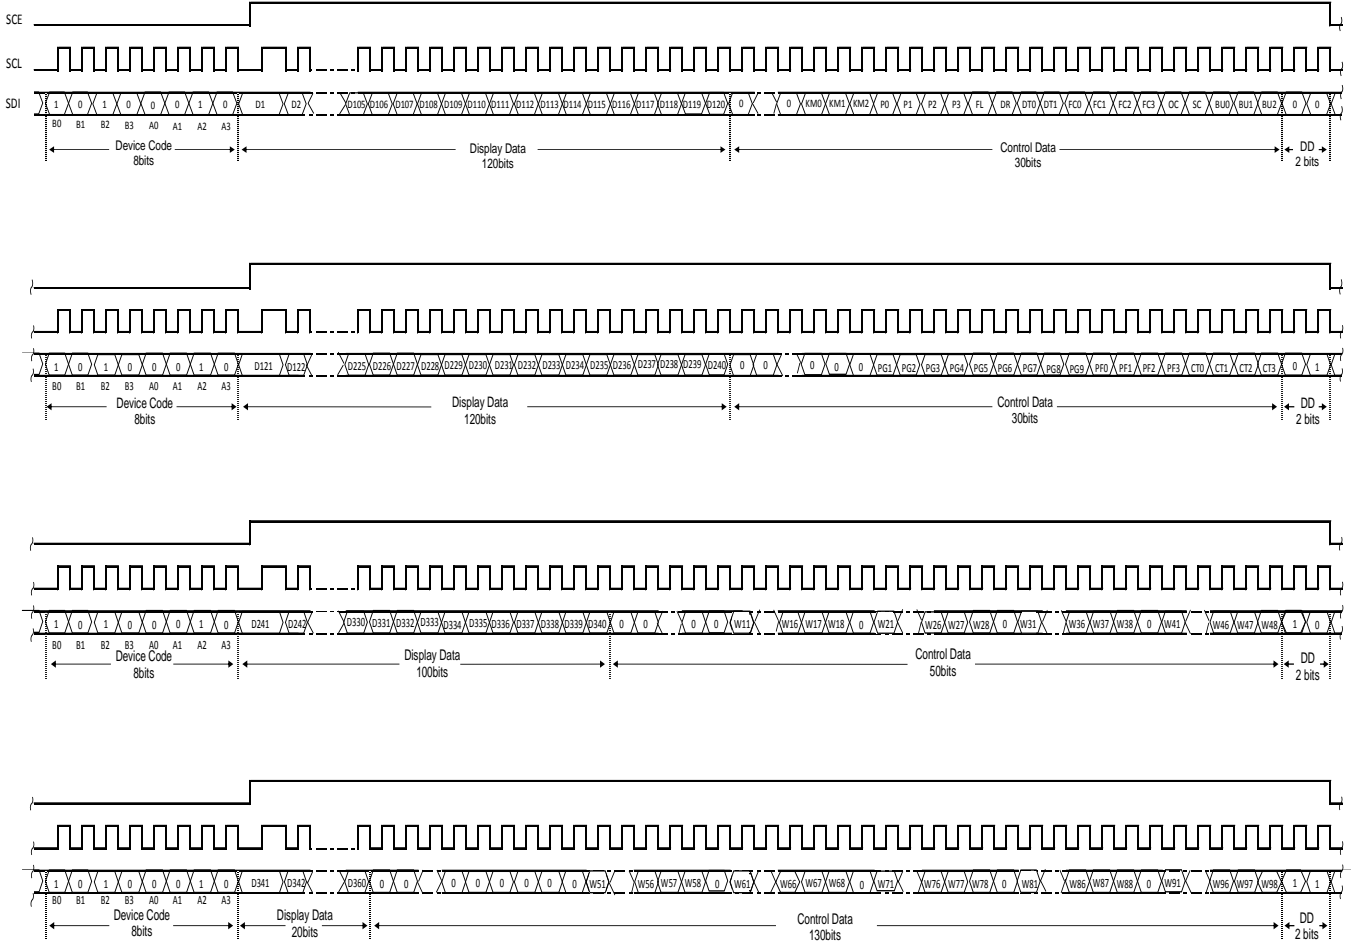 SCE
SCL
SDI 1 0 1 0 0 0 1 0 D1 D2 D105 D106 D107 D108 D109 D110 D111 D112 D113 D114 D115 D116 D117 D118 D119 D120 0 0 KM0 KM1 KM2 P0 P1 P2 P3 FL DR DT0 DT1 FC0 FC1 FC2 FC3 OC SC BU0 BU1 BU2 0 0
B0 B1 B2 B3 A0 A1 A2 A3
Device Code Display Data Control Data DD
8bits 120bits 30bits 2 bits
1 0 1 0 0 0 1 0 D121 D122 D225 D226 D227 D228 D229 D230 D231 D232 D233 D234 D235 D236 D237 D238 D239 D240 0 0 0 0 0 PG1 PG2 PG3 PG4 PG5 PG6 PG7 PG8 PG9 PF0 PF1 PF2 PF3 CT0 CT1 CT2 CT3 0 1
B0 B1 B2 B3 A0 A1 A2 A3
Device Code Display Data Control Data DD
8bits 120bits 30bits 2 bits
1 0 1 0 0 0 1 0 D241 D242 D330 D331 D332 D333 D334 D335 D336 D337 D338 D339 D340 0 0 0 0 W11 W16 W17 W18 0 W21 W26 W27 W28 0 W31 W36 W37 W38 0 W41 W46 W47 W48 1 0
B0 B1 B2 B3 A0 A1 A2 A3
Device Code Display Data Control Data DD
8bits 100bits 50bits 2 bits
1 0 1 0 0 0 1 0 D341 D342 D360 0 0 0 0 0 0 0 0 W51 W56 W57 W58 0 W61 W66 W67 W68 0 W71 W76 W77 W78 0 W81 W86 W87 W88 0 W91 W96 W97 W98 1 1
B0 B1 B2 B3 A0 A1 A2 A3
Device Code Display Data Control Data DD
8bits 20bits 130bits 2 bits